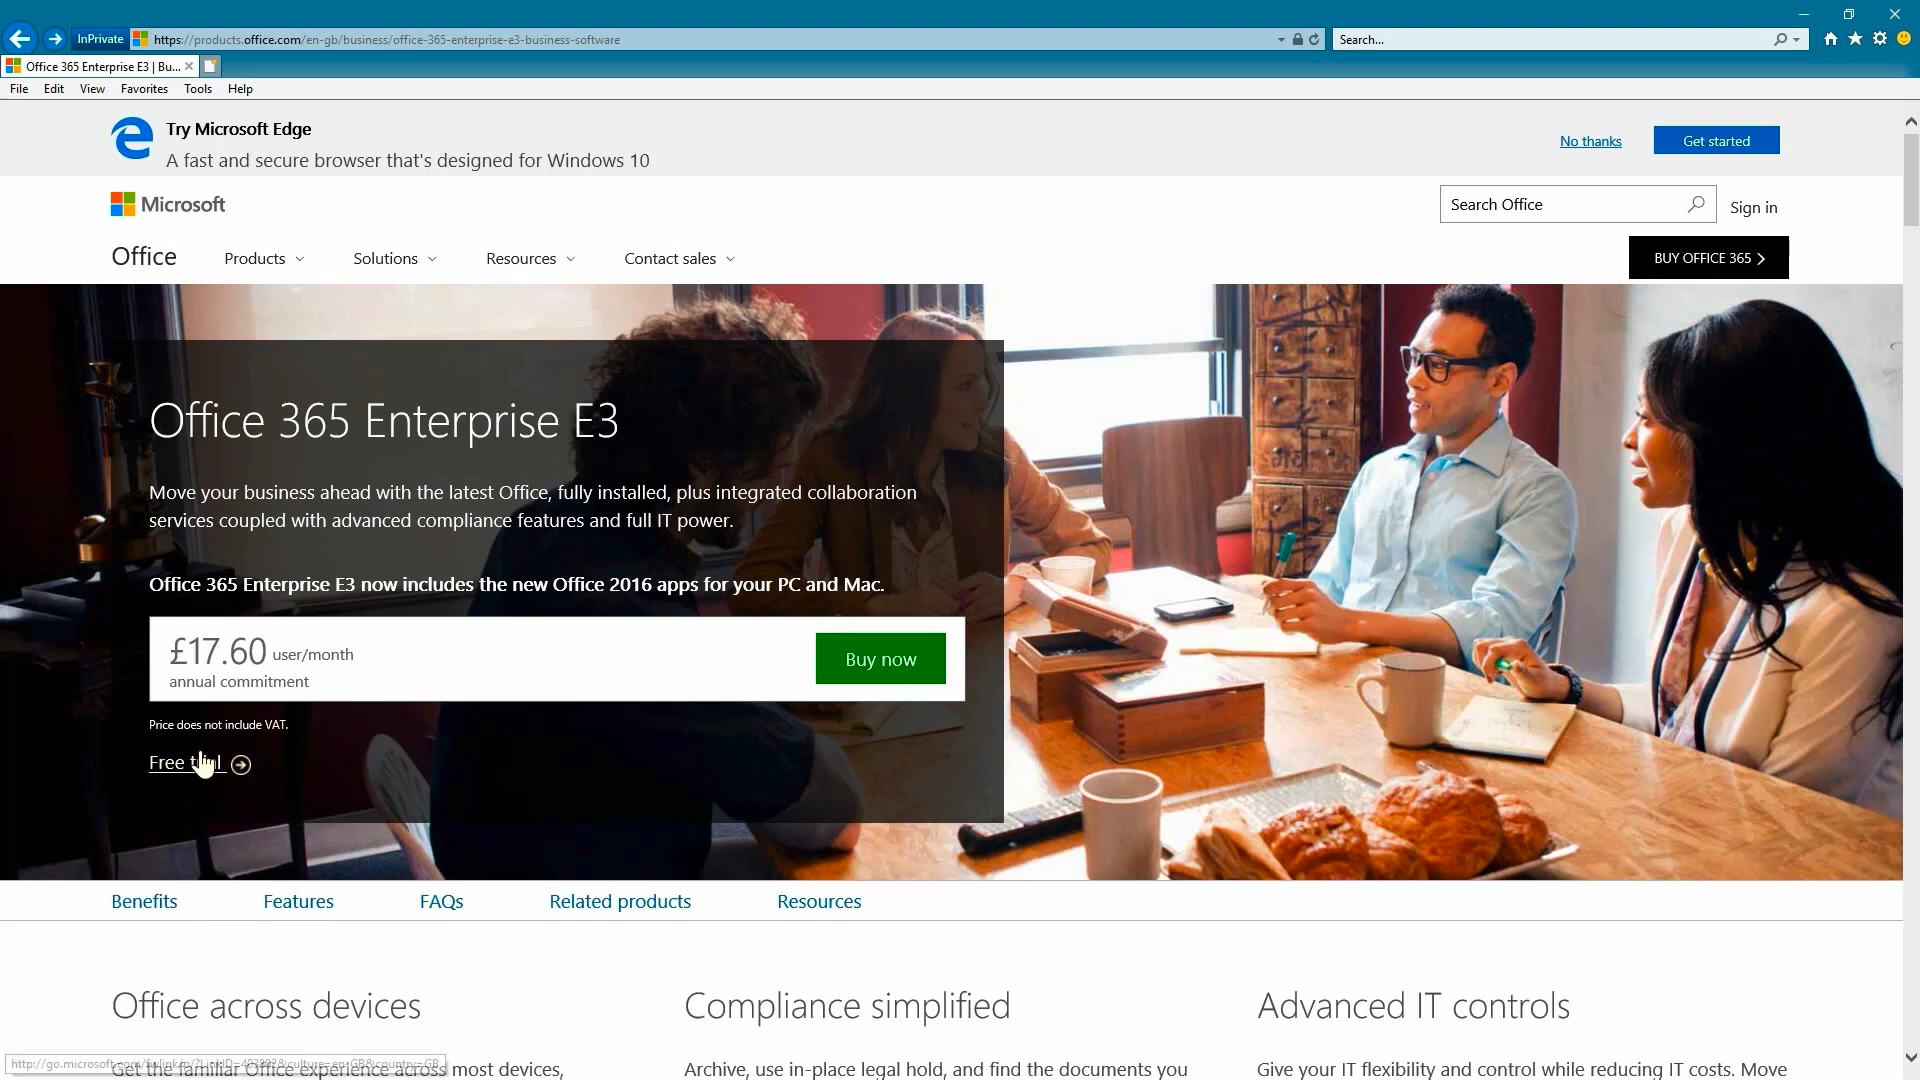 InPrivate
https://products.office.com/en-gb/business/office-365-enterprise-e3-business-software
Search...
Office 365 Enterprise E3 | Bu...
File Edit View Favorites Tools Help
Try Microsoft Edge
A fast and secure browser that's designed for Windows 10
No thanks
Get started
Microsoft
Search Office
Sign in
Office
Products
Solutions
Resources
Contact sales
BUY OFFICE 365
Office 365 Enterprise E3
Move your business ahead with the latest Office, fully installed, plus integrated collaboration
services coupled with advanced compliance features and full IT power.
Office 365 Enterprise E3 now includes the new Office 2016 apps for your PC and Mac.
£17.60 user/month
annual commitment
Buy now
Price does not include VAT.
Free trial
Benefits
Features
FAQs
Related products
Resources
Office across devices
Compliance simplified
Advanced IT controls
Get the familiar Office experience across most devices,
Archive, use in-place legal hold, and find the documents you
Give your IT flexibility and control while reducing IT costs. Move